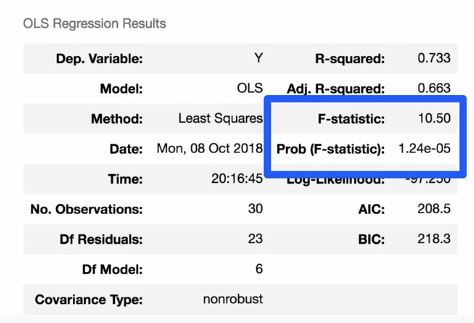 OLS Regression Results
Dep. Variable: Y R-squared: 0.733
Model: OLS Adj. R-squared: 0.663
Method: Least Squares F-statistic: 10.50
Date: Mon, 08 Oct 2018 Prob (F-statistic): 1.24e-05
Time: 20:16:45 Log-Likelihood: -97.250
No. Observations: 30 AIC: 208.5
Df Residuals: 23 BIC: 218.3
Df Model: 6
Covariance Type: nonrobust